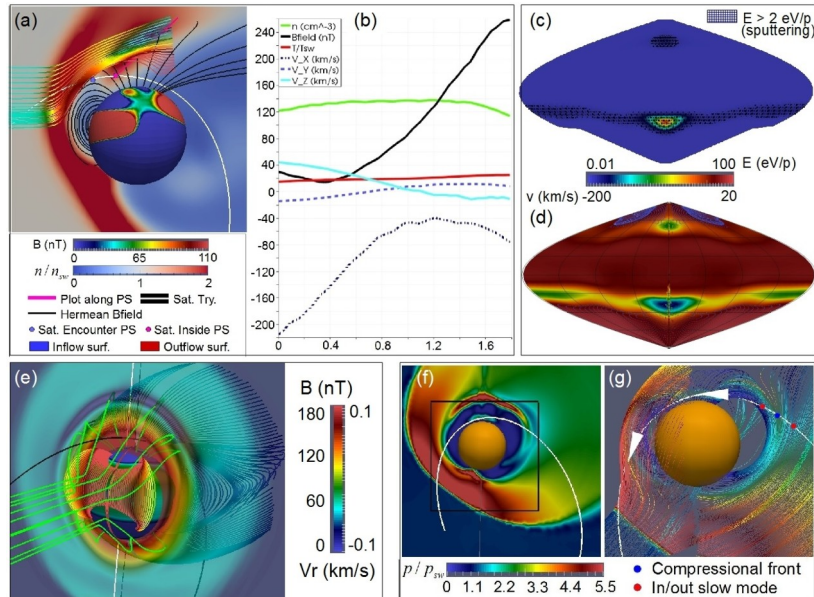 (a)
B (nT)
0 65 110
n/n_sw
0 1 2
Plot along PS Sat. Try.
Hermean Bfield
Sat. Encounter PS Sat. Inside PS
Inflow surf. Outflow surf.
(b)
n (cm^-3)
Bfield (nT)
T/Tsw
V_X (km/s)
V_Y (km/s)
V_Z (km/s)
240
200
160
120
80
40
20
0
-40
-80
-120
-160
-200
0 0.4 0.8 1.2 1.6
(c)
E > 2 eV/p
(sputtering)
0.01 100 E (eV/p)
v (km/s) -200 20
(d)
(e)
B (nT)
180 0.1
120
60
0 -0.1
Vr (km/s)
(f)
(g)
p/p_sw
0 1.1 2.2 3.3 4.4 5.5
Compressional front
In/out slow mode